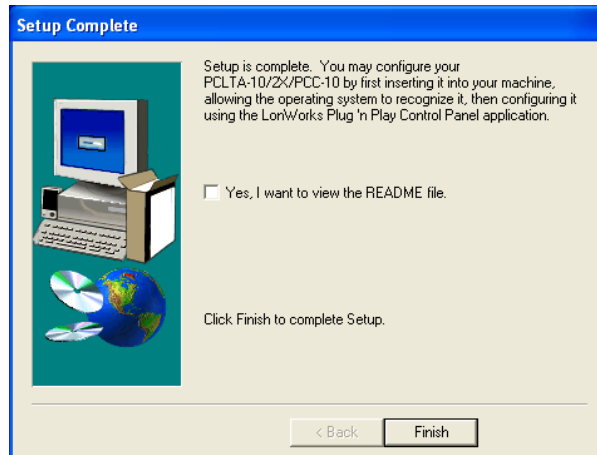 Setup Complete
Setup is complete. You may configure your
PCLTA-10/2X/PCC-10 by first inserting it into your machine,
allowing the operating system to recognize it, then configuring it
using the LonWorks Plug 'n Play Control Panel application.
Yes, I want to view the README file.
Click Finish to complete Setup.
< Back
Finish